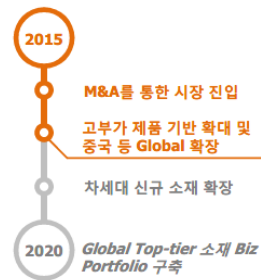 2015
M&A를 통한 시장 진입
고부가 제품 기반 확대 및
중국 등 Global 확장
차세대 신규 소재 확장
2020
Global Top-tier 소재 Biz
Portfolio 구축